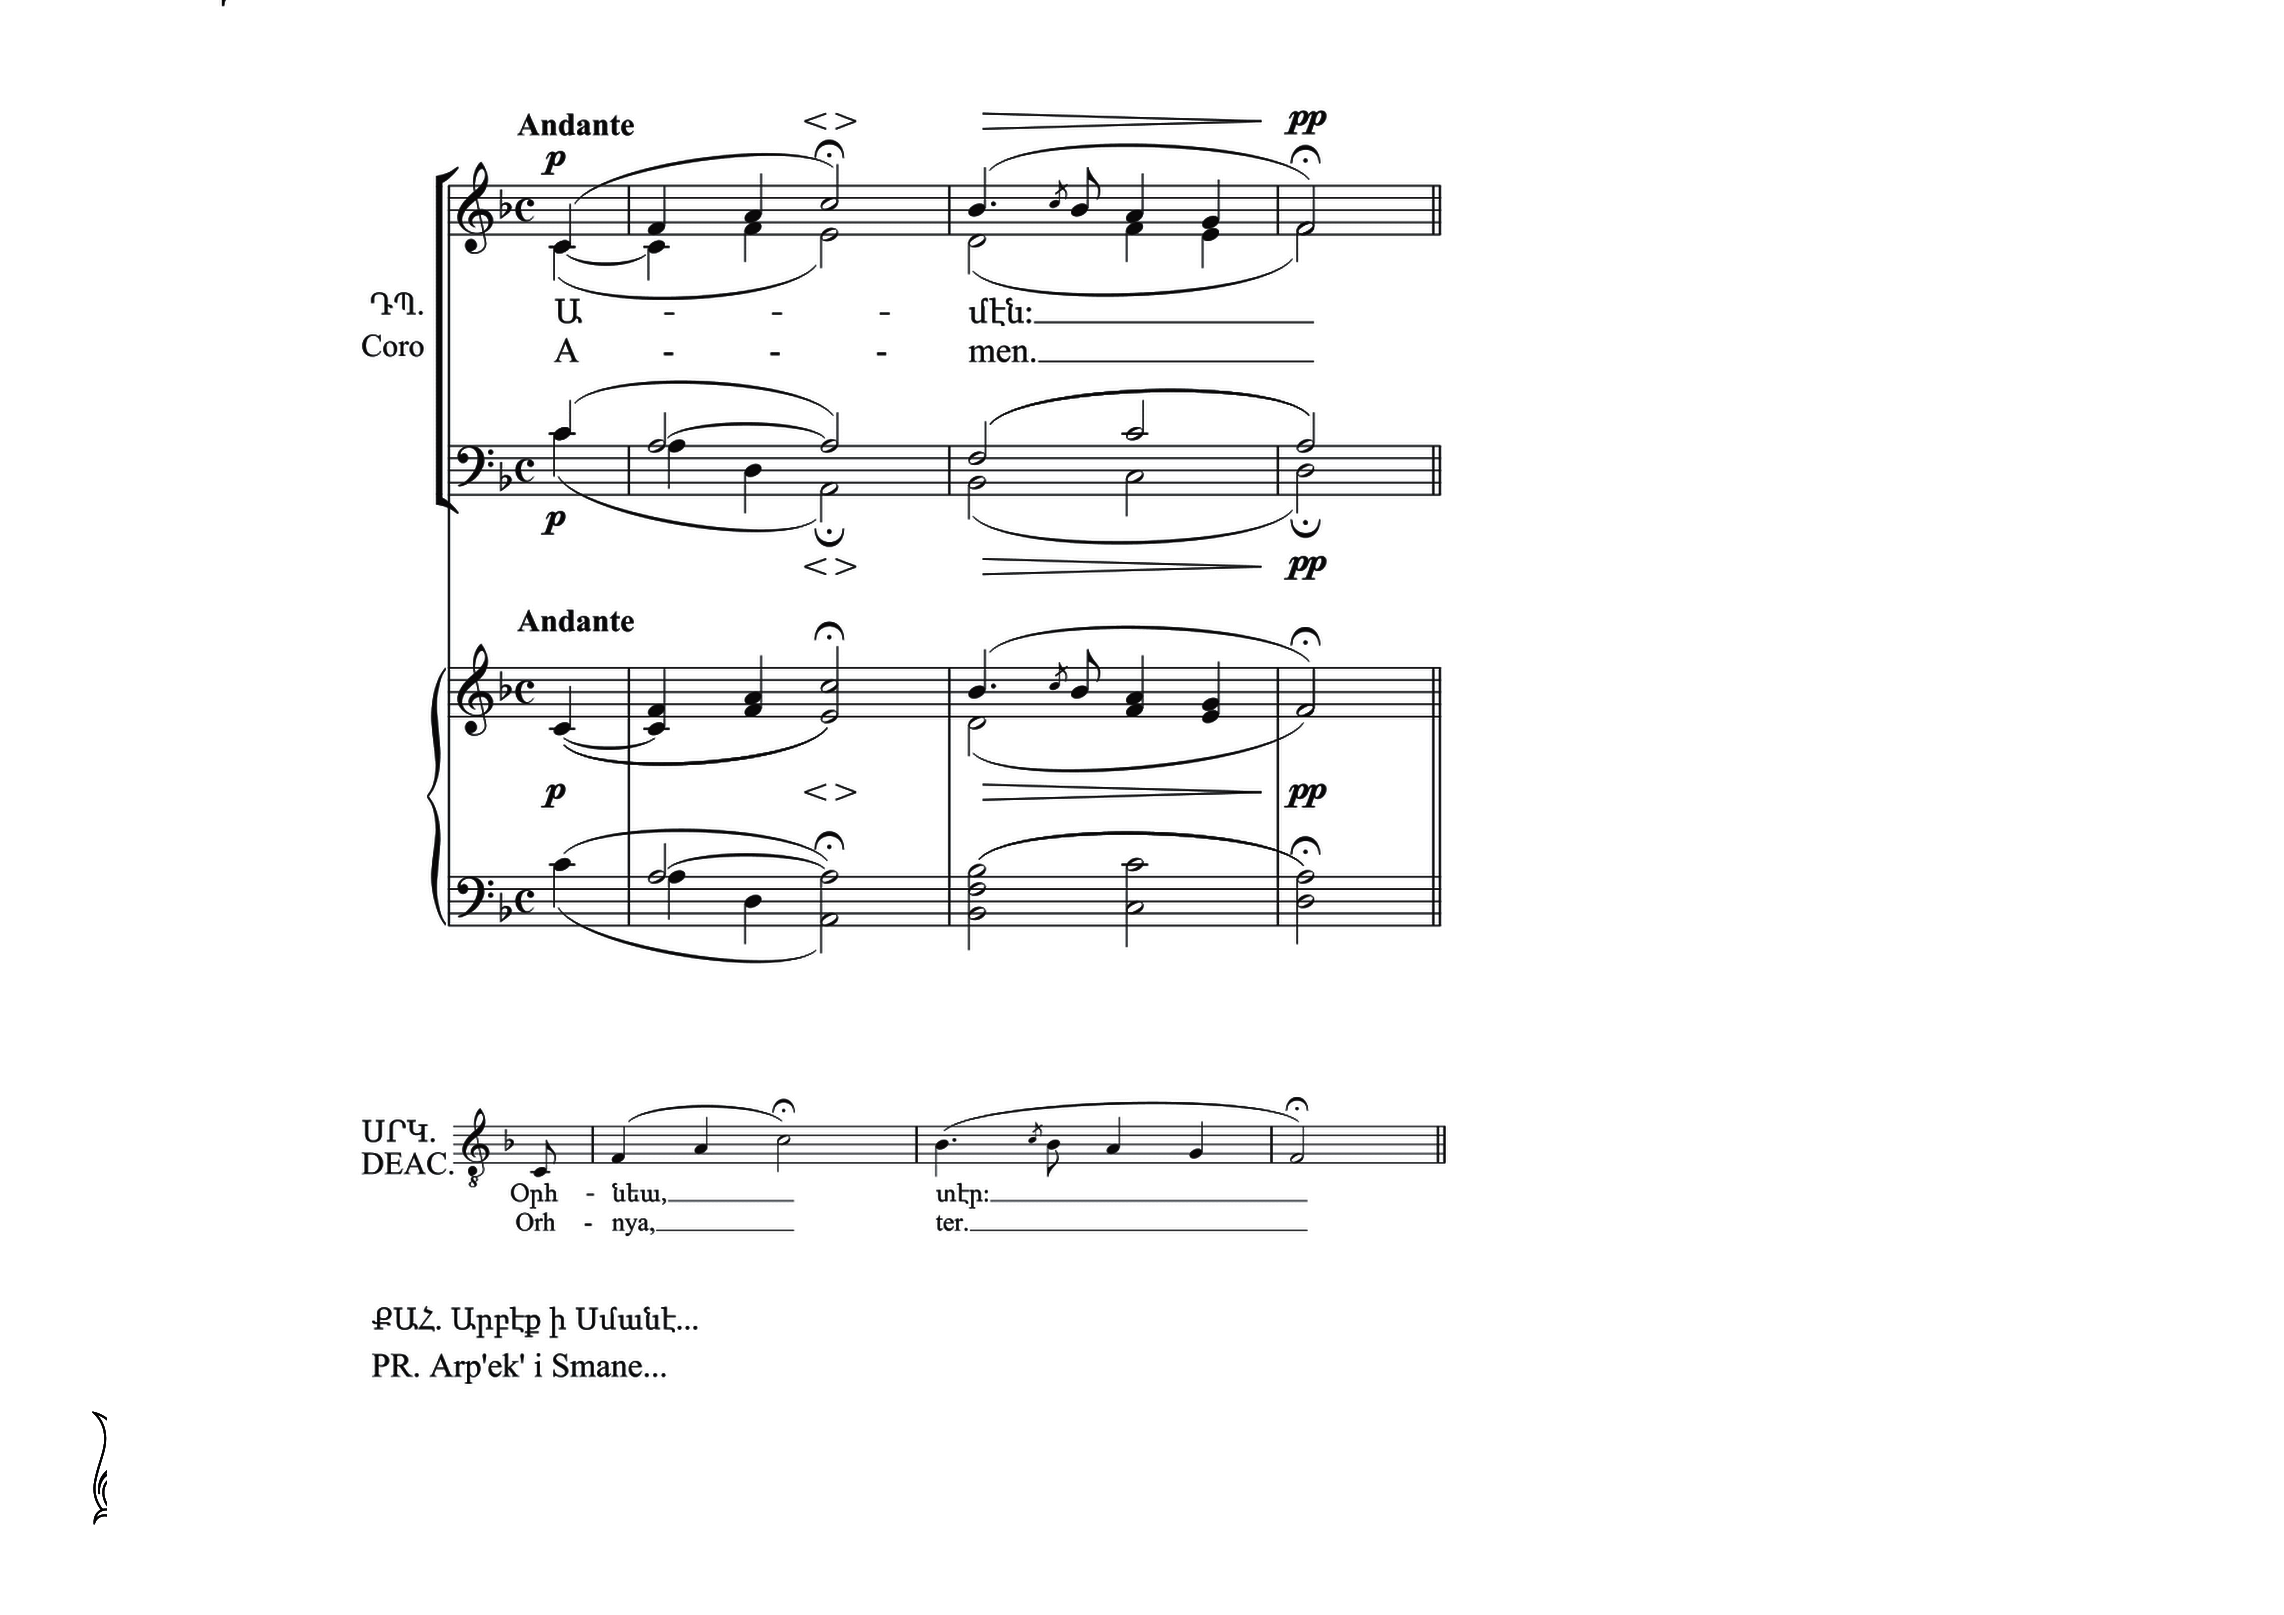 Andante
p
pp
ԴՊ. Ա - - - մէն:
Coro A - - - men.
p
pp
Andante
p
pp
ՍՐԿ.
DEAC.
8
Օրհ - նեա, տէր:
Orh - nya, ter.
ՔԱՀ. Արբէք ի Սմանէ...
PR. Arp'ek' i Smane...